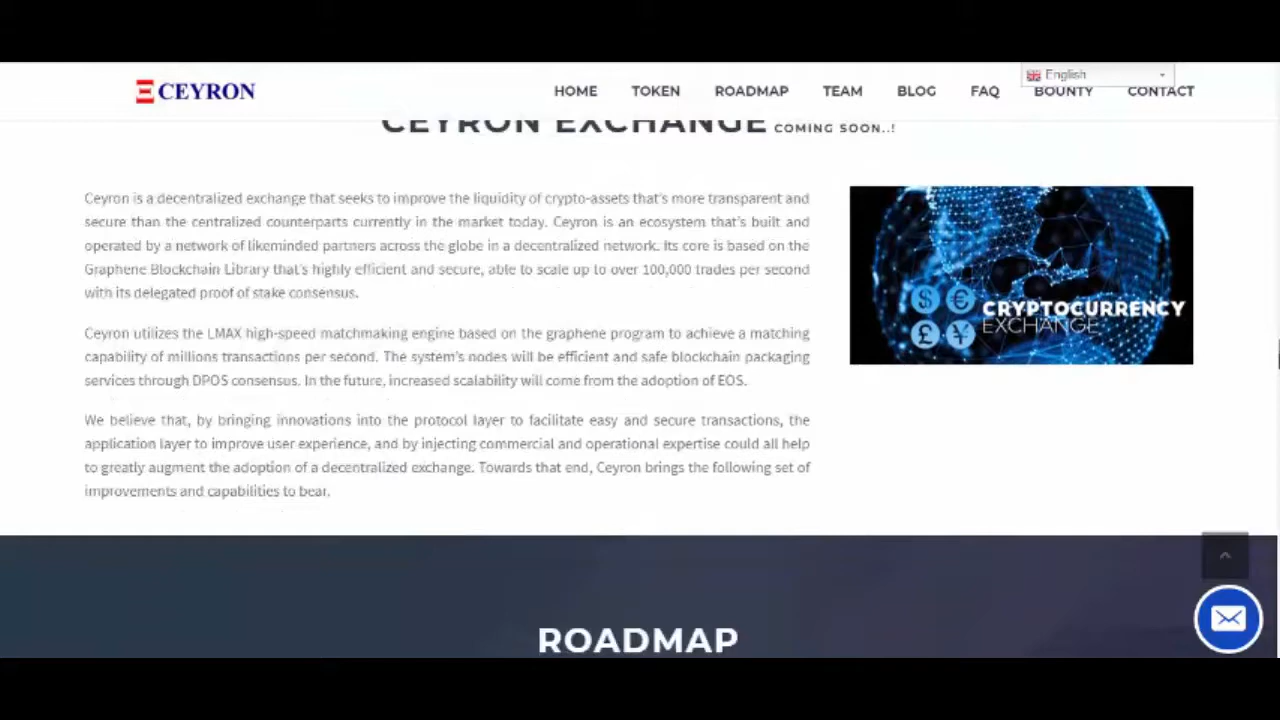 CEYRON
English
HOME TOKEN ROADMAP TEAM BLOG FAQ BOUNTY CONTACT
CEYRON EXCHANGE COMING SOON..!
Ceyron is a decentralized exchange that seeks to improve the liquidity of crypto-assets that's more transparent and
secure than the centralized counterparts currently in the market today. Ceyron is an ecosystem that's built and
operated by a network of likeminded partners across the globe in a decentralized network. Its core is based on the
Graphene Blockchain Library that's highly efficient and secure, able to scale up to over 100,000 trades per second
with its delegated proof of stake consensus.
Ceyron utilizes the LMAX high-speed matchmaking engine based on the graphene program to achieve a matching
capability of millions transactions per second. The system's nodes will be efficient and safe blockchain packaging
services through DPOS consensus. In the future, increased scalability will come from the adoption of EOS.
We believe that, by bringing innovations into the protocol layer to facilitate easy and secure transactions, the
application layer to improve user experience, and by injecting commercial and operational expertise could all help
to greatly augment the adoption of a decentralized exchange. Towards that end, Ceyron brings the following set of
improvements and capabilities to bear.
$ €
£ ¥
CRYPTOCURRENCY
EXCHANGE
ROADMAP